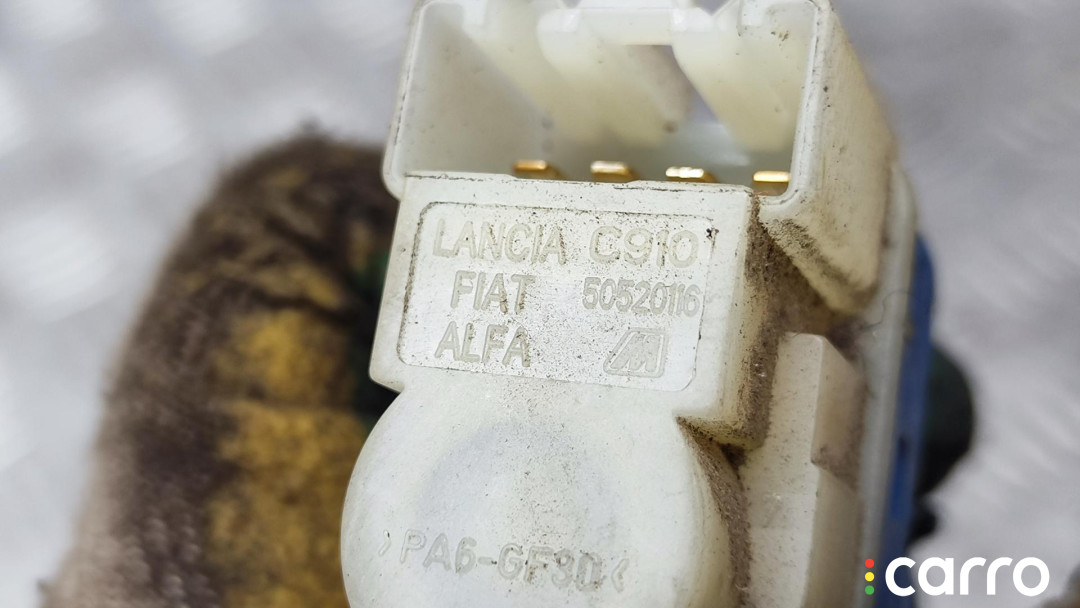 LANCIA C910
FIAT 50520116
ALFA
>PA6-GF30<
carro